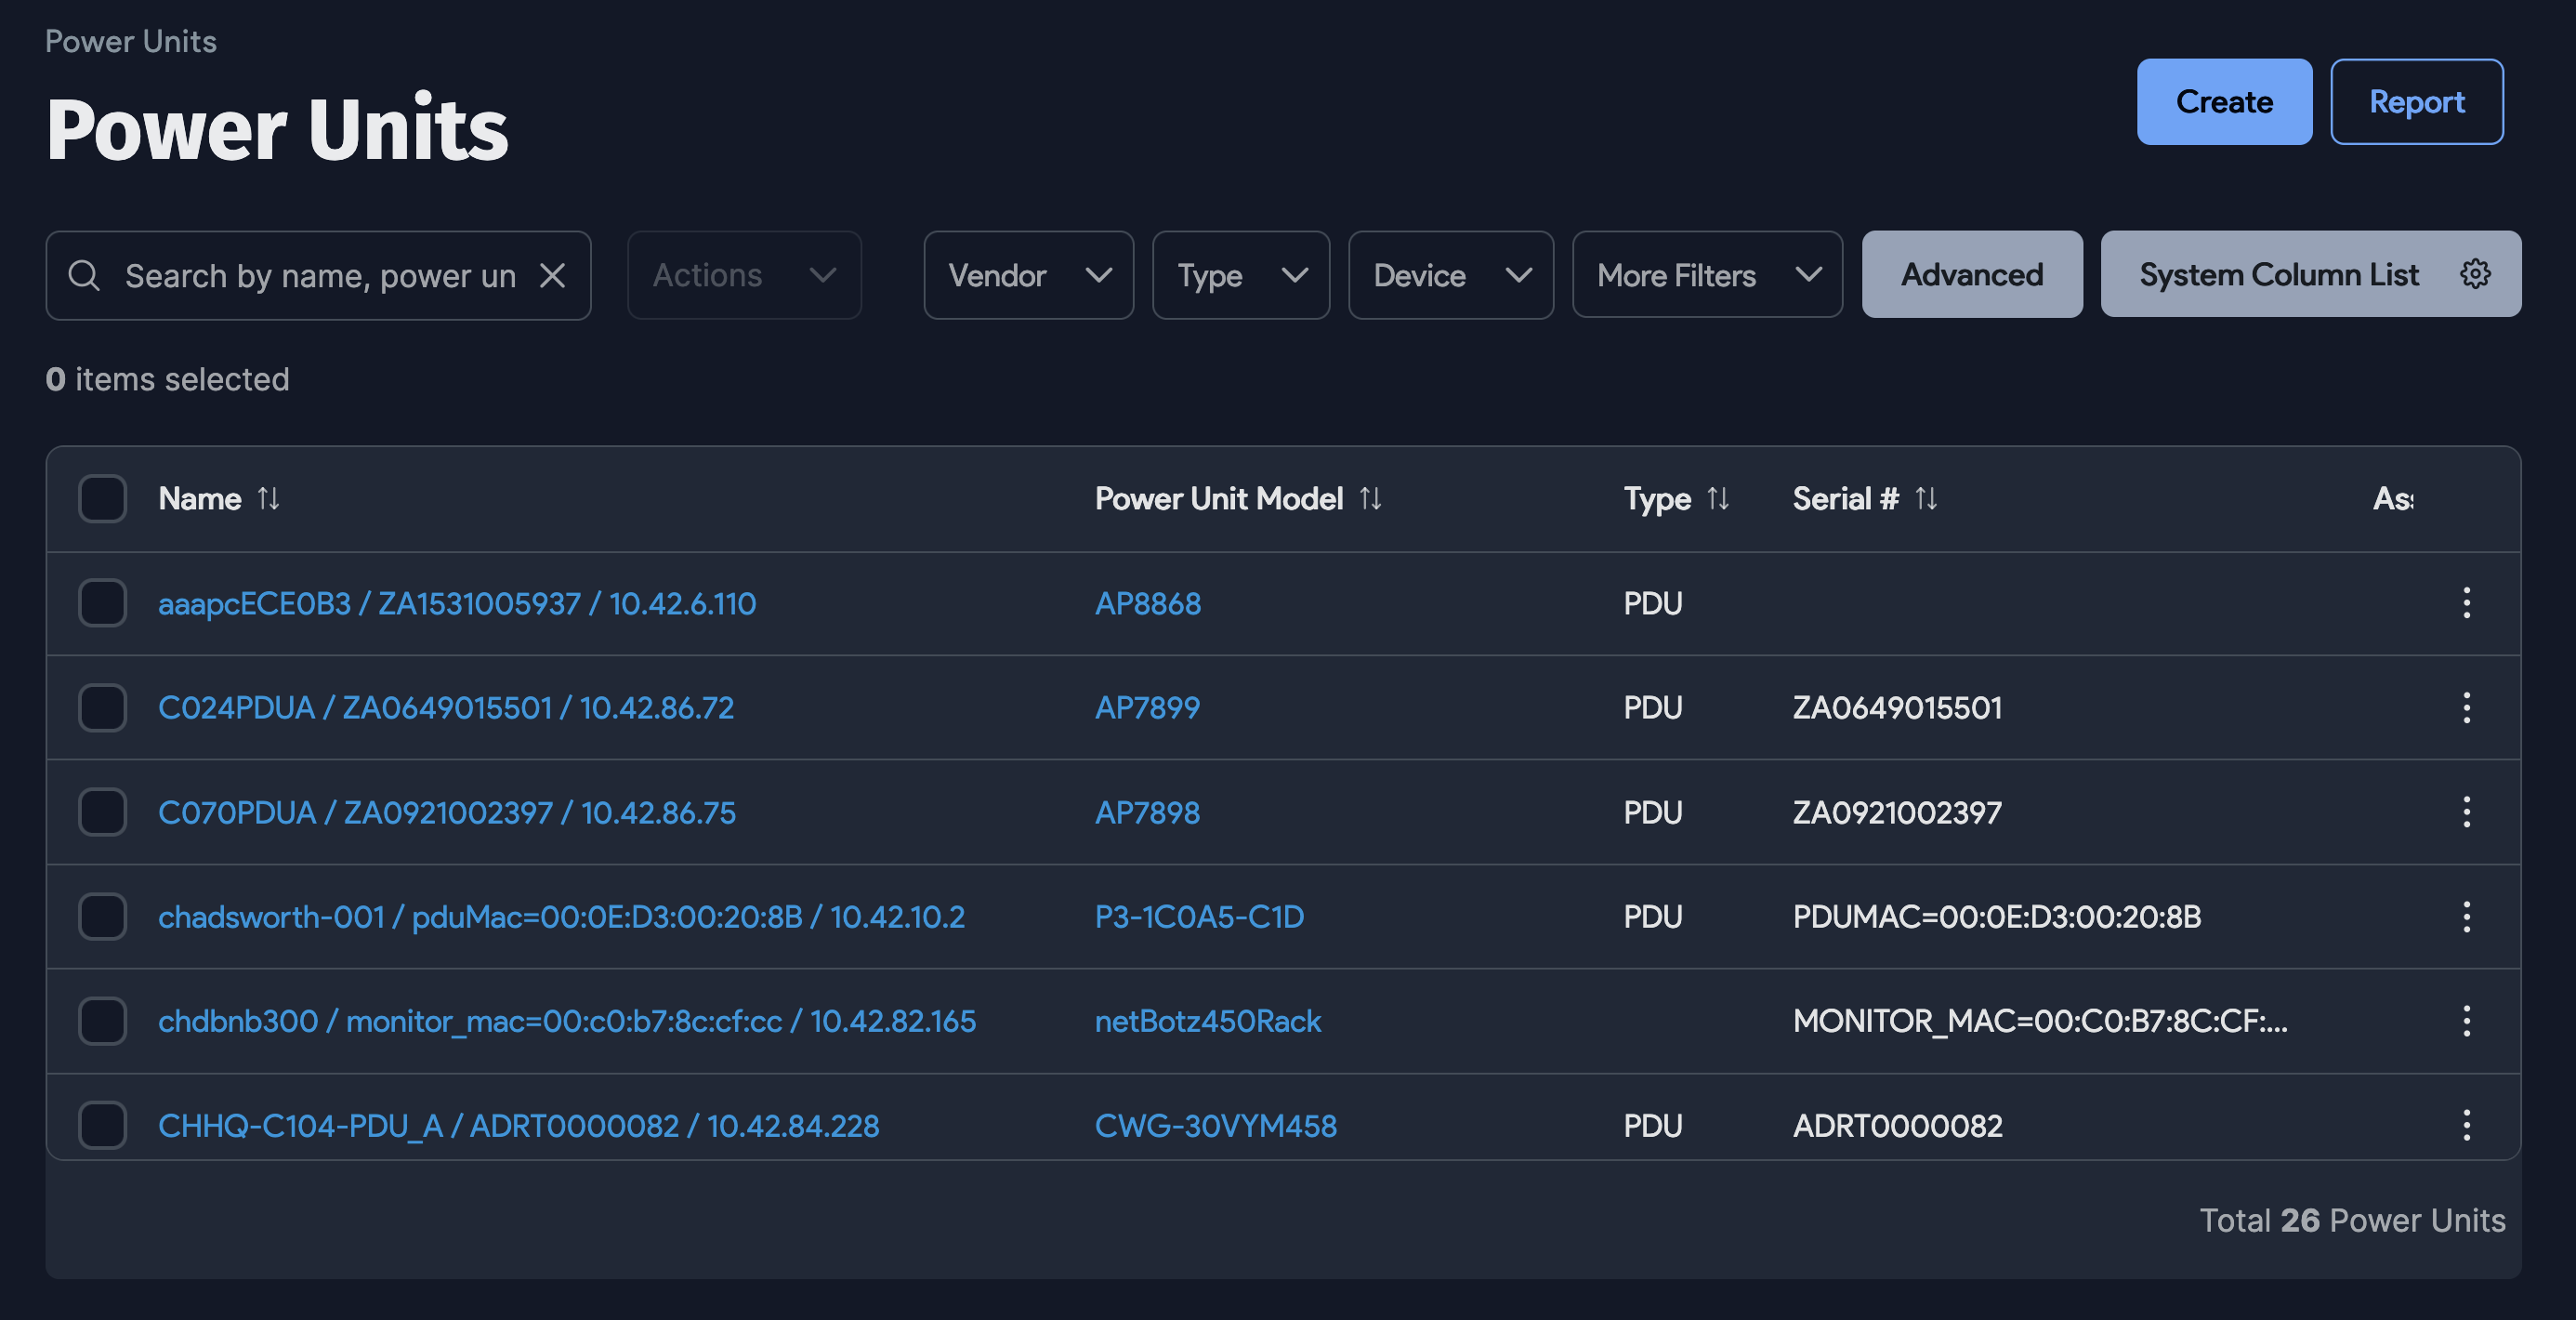 Power Units
Power Units
Create Report
Search by name, power un Actions Vendor Type Device More Filters Advanced System Column List
0 items selected
Name Power Unit Model Type Serial #
aaapcECE0B3 / ZA1531005937 / 10.42.6.110 AP8868 PDU
C024PDUA / ZA0649015501 / 10.42.86.72 AP7899 PDU ZA0649015501
C070PDUA / ZA0921002397 / 10.42.86.75 AP7898 PDU ZA0921002397
chadsworth-001 / pduMac=00:0E:D3:00:20:8B / 10.42.10.2 P3-1C0A5-C1D PDU PDUMAC=00:0E:D3:00:20:8B
chdbnb300 / monitor_mac=00:c0:b7:8c:cf:cc / 10.42.82.165 netBotz450Rack MONITOR_MAC=00:C0:B7:8C:CF:...
CHHQ-C104-PDU_A / ADRT0000082 / 10.42.84.228 CWG-30VYM458 PDU ADRT0000082
Total 26 Power Units